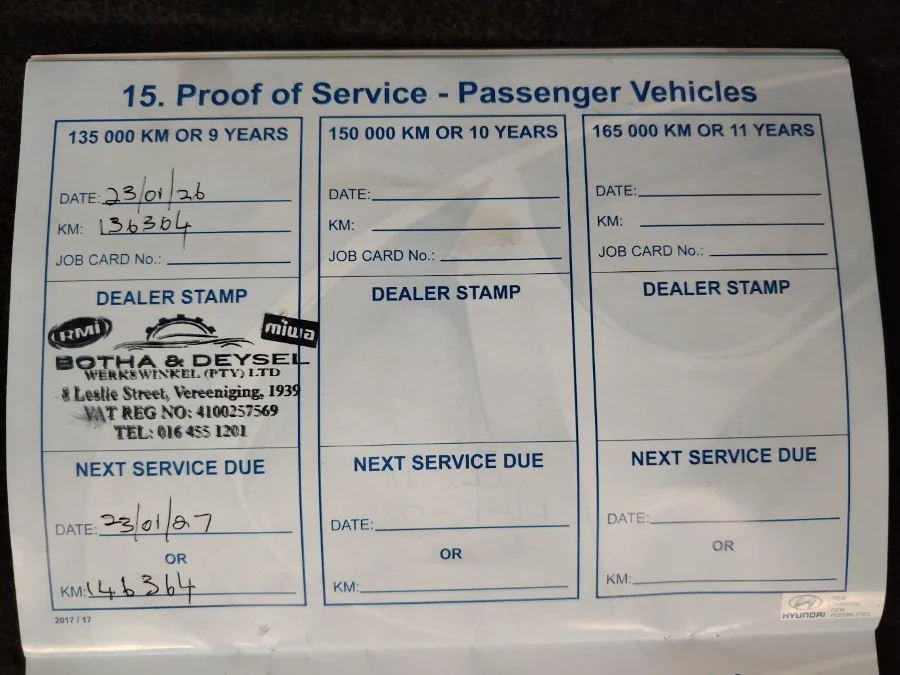 15. Proof of Service - Passenger Vehicles
135 000 KM OR 9 YEARS
DATE: 23/01/26
KM: 136364
JOB CARD No.:
DEALER STAMP
RMI
miwa
BOTHA & DEYSEL
WERKSWINKEL (PTY) LTD
8 Leslie Street, Vereeniging, 1939
VAT REG NO: 4100257569
TEL: 016 455 1201
NEXT SERVICE DUE
DATE: 23/01/27
OR
KM: 146364
2017 / 17
150 000 KM OR 10 YEARS
DATE:
KM:
JOB CARD No.:
DEALER STAMP
NEXT SERVICE DUE
DATE:
OR
KM:
165 000 KM OR 11 YEARS
DATE:
KM:
JOB CARD No.:
DEALER STAMP
NEXT SERVICE DUE
DATE:
OR
KM:
HYUNDAI
NEW
THINKING
NEW
POSSIBILITIES